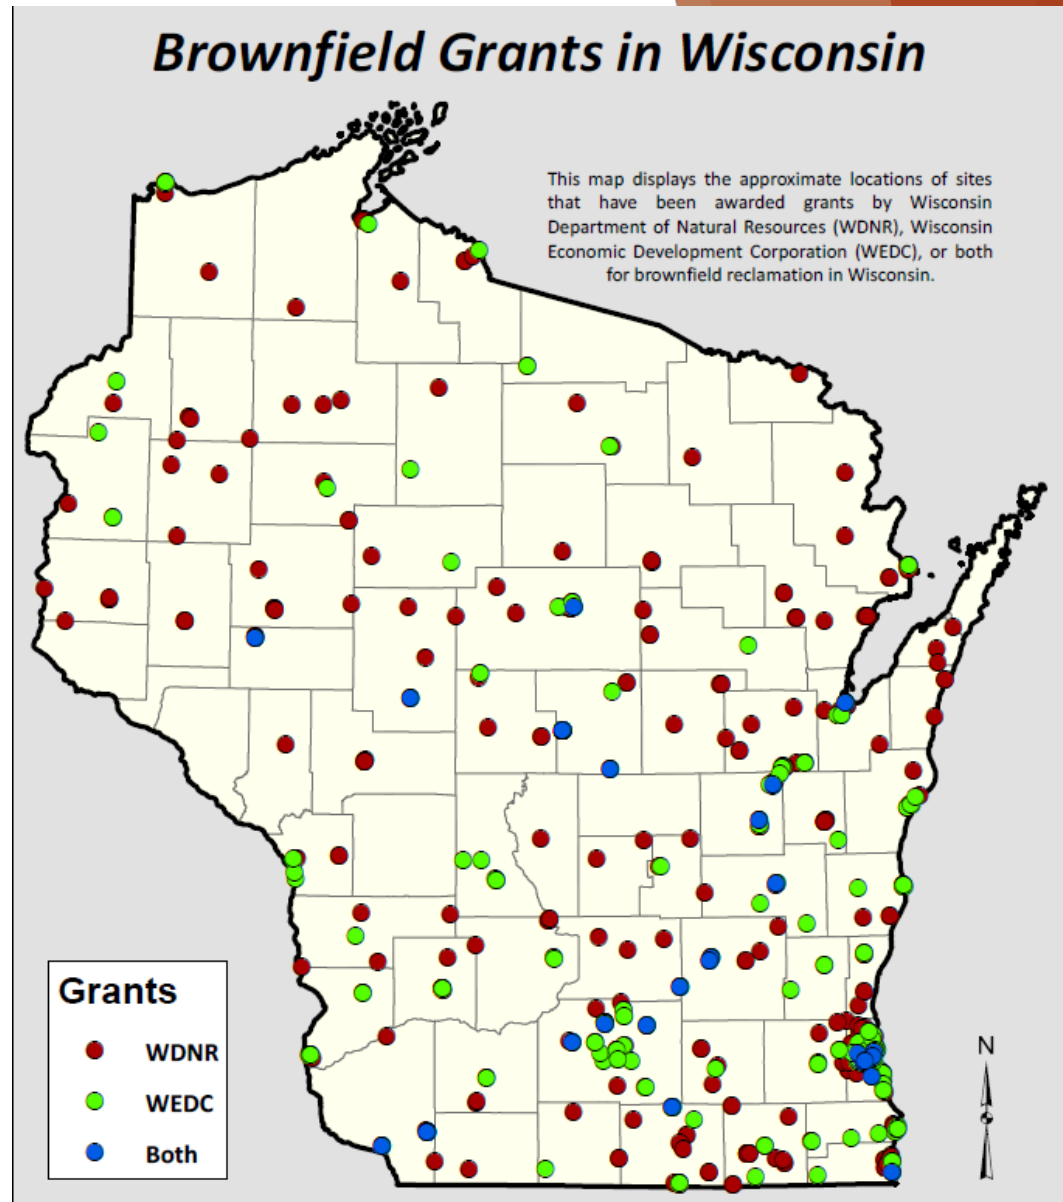 Brownfield Grants in Wisconsin
This map displays the approximate locations of sites
that have been awarded grants by Wisconsin
Department of Natural Resources (WDNR), Wisconsin
Economic Development Corporation (WEDC), or both
for brownfield reclamation in Wisconsin.
Grants
WDNR
WEDC
Both
N